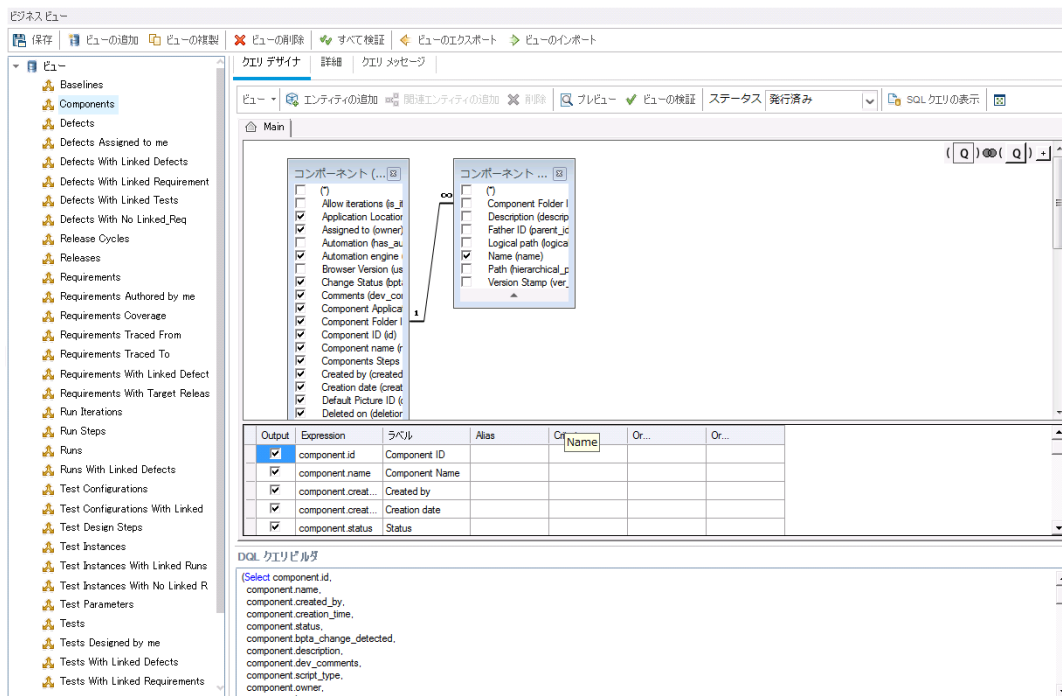 ビジネス ビュー
保存 ビューの追加 ビューの複製 ビューの削除 すべて検証 ビューのエクスポート ビューのインポート
ビュー
Baselines
Components
Defects
Defects Assigned to me
Defects With Linked Defects
Defects With Linked Requirement
Defects With Linked Tests
Defects With No Linked_Req
Release Cycles
Releases
Requirements
Requirements Authored by me
Requirements Coverage
Requirements Traced From
Requirements Traced To
Requirements With Linked Defect
Requirements With Target Releas
Run Iterations
Run Steps
Runs
Runs With Linked Defects
Test Configurations
Test Configurations With Linked
Test Design Steps
Test Instances
Test Instances With Linked Runs
Test Instances With No Linked R
Test Parameters
Tests
Tests Designed by me
Tests With Linked Defects
Tests With Linked Requirements
クエリ デザイナ 詳細 クエリ メッセージ
ビュー エンティティの追加 関連エンティティの追加 削除 プレビュー ビューの検証 ステータス 発行済み SQL クエリの表示
Main
( Q ) ( Q ) +
コンポーネント (...
(*)
Allow iterations (is_it
Application Location
Assigned to (owner)
Automation (has_au
Automation engine (
Browser Version (us
Change Status (bpta
Comments (dev_co
Component Applica
Component Folder I
Component ID (id)
Component name (n
Components Steps
Created by (created
Creation date (creat
Default Picture ID (
Deleted on (deletion
1
∞
コンポーネント ...
(*)
Component Folder I
Description (descrip
Father ID (parent_id
Logical path (logica
Name (name)
Path (hierarchical_p
Version Stamp (ver_
Output Expression ラベル Alias Or... Or...
Name
component.id Component ID
component.name Component Name
component.creat... Created by
component.creat... Creation date
component.status Status
DQL クエリビルダ
(Select component.id,
component.name,
component.created_by,
component.creation_time,
component.status,
component.bpta_change_detected,
component.description,
component.dev_comments,
component.script_type,
component.owner,